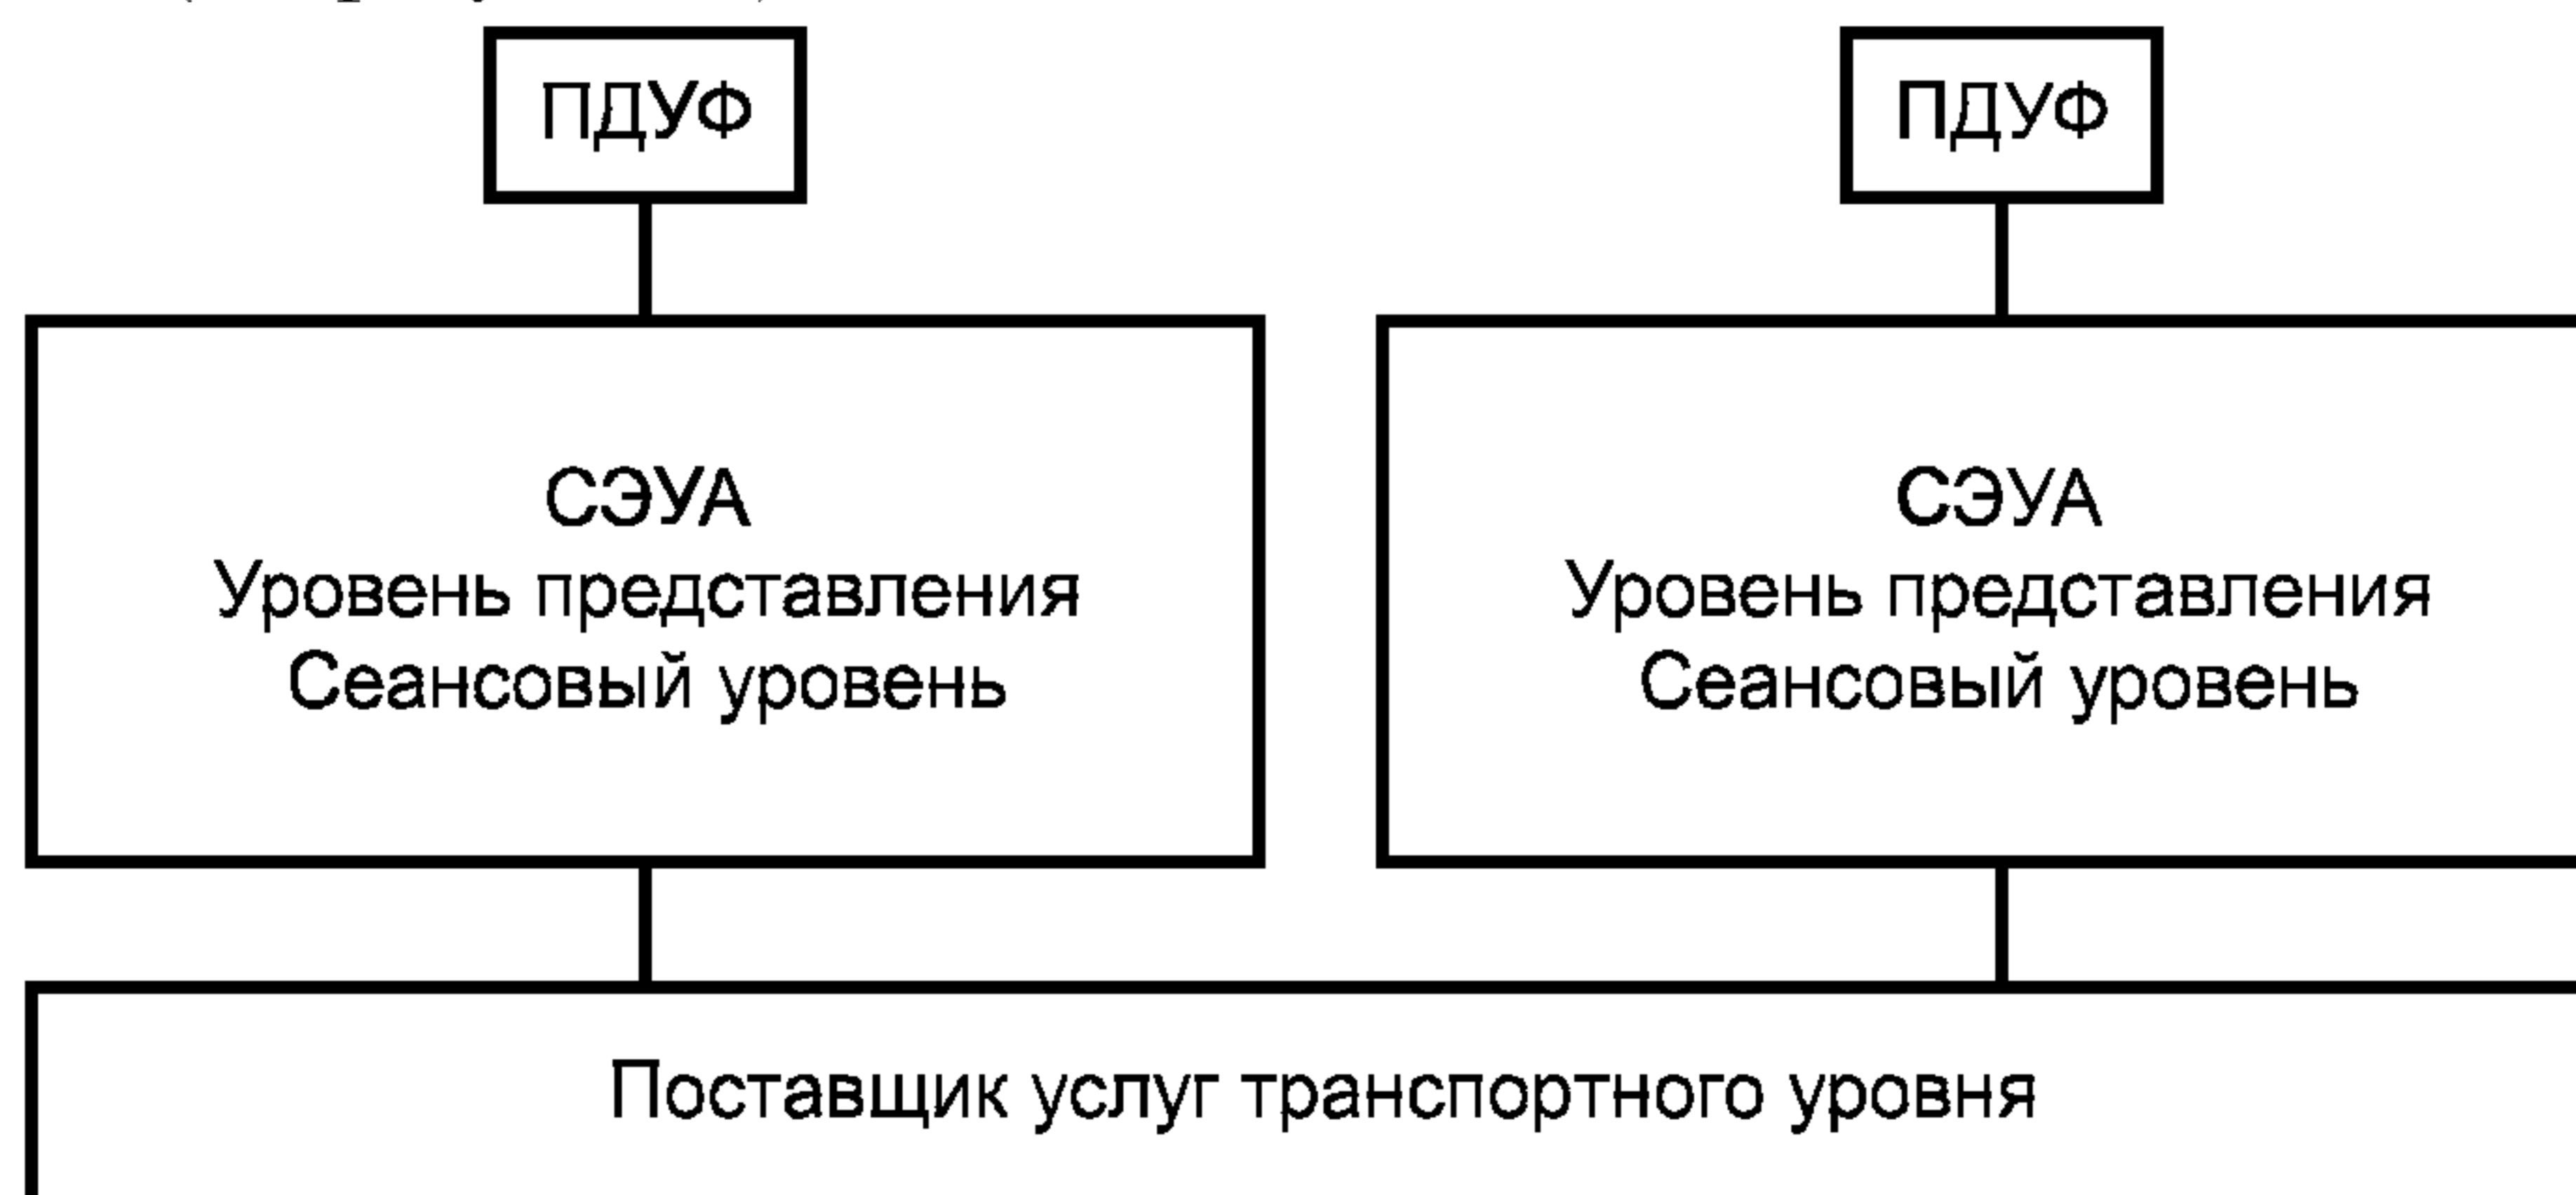 ПДУФ ПДУФ
СЭУА СЭУА
Уровень представления Уровень представления
Сеансовый уровень Сеансовый уровень
Поставщик услуг транспортного уровня